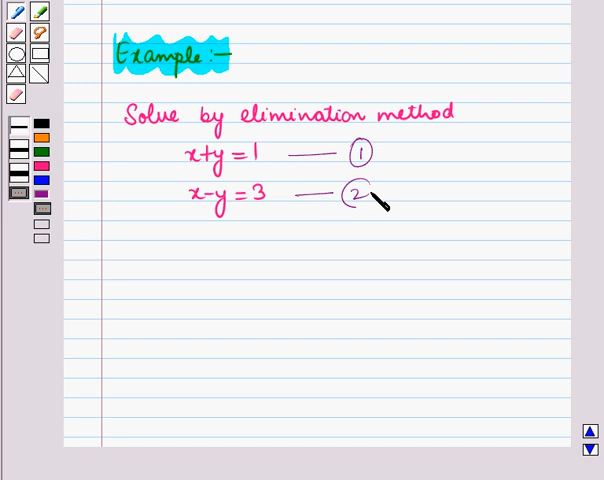 Example:-
Solve by elimination method
x+y=1 —— ①
x-y=3 —— ②